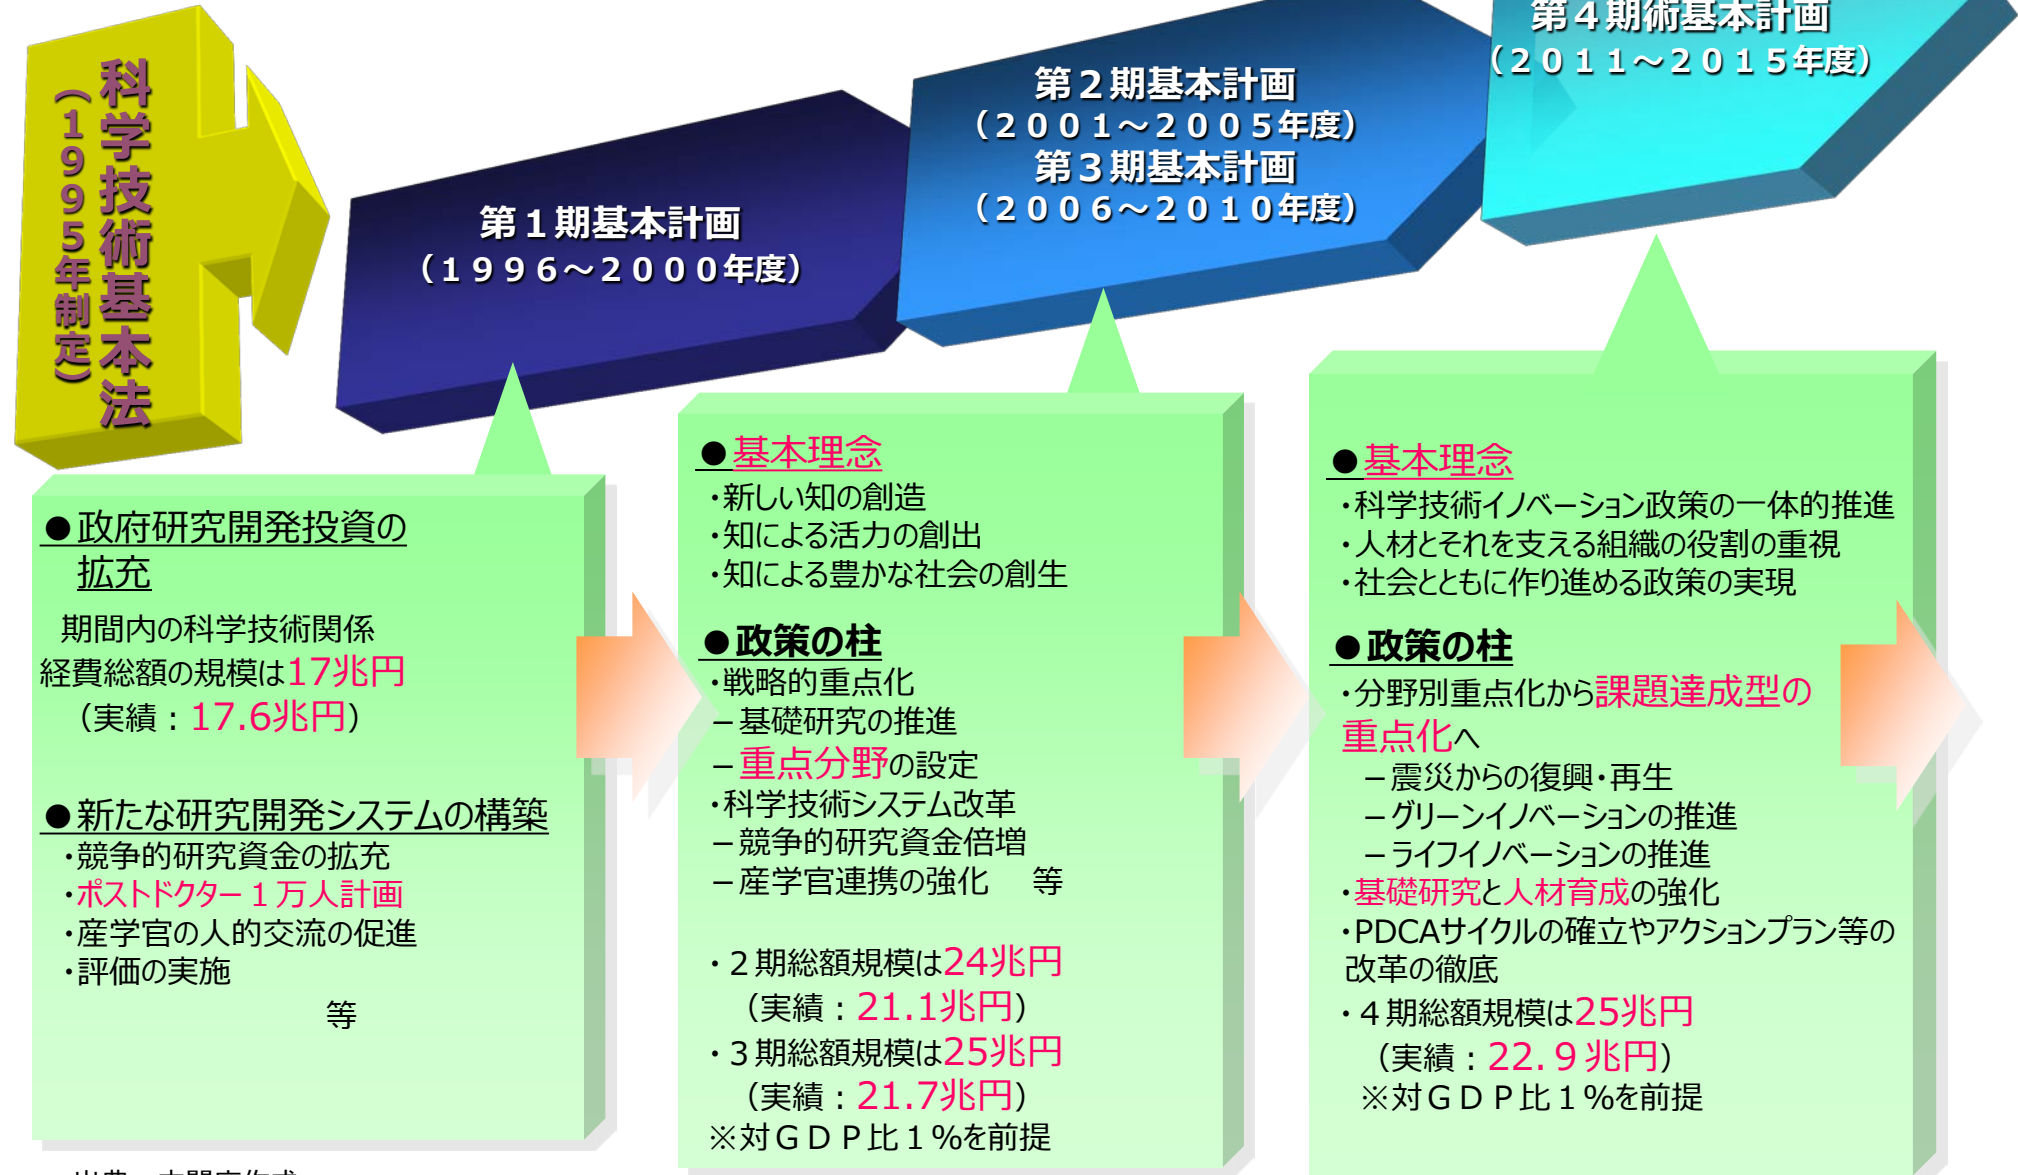 科学技術基本法
（１９９５年制定）
第１期基本計画
（１９９６～２０００年度）
第２期基本計画
（２００１～２００５年度）
第３期基本計画
（２００６～２０１０年度）
第４期術基本計画
（２０１１～２０１５年度）
●政府研究開発投資の
拡充
期間内の科学技術関係
経費総額の規模は17兆円
（実績：17.6兆円）
●新たな研究開発システムの構築
・競争的研究資金の拡充
・ポストドクター１万人計画
・産学官の人的交流の促進
・評価の実施
等
●基本理念
・新しい知の創造
・知による活力の創出
・知による豊かな社会の創生
●政策の柱
・戦略的重点化
－基礎研究の推進
－重点分野の設定
・科学技術システム改革
－競争的研究資金倍増
－産学官連携の強化　等
・２期総額規模は24兆円
（実績：21.1兆円）
・３期総額規模は25兆円
（実績：21.7兆円）
※対ＧＤＰ比１％を前提
●基本理念
・科学技術イノベーション政策の一体的推進
・人材とそれを支える組織の役割の重視
・社会とともに作り進める政策の実現
●政策の柱
・分野別重点化から課題達成型の
重点化へ
－震災からの復興・再生
－グリーンイノベーションの推進
－ライフイノベーションの推進
・基礎研究と人材育成の強化
・PDCAサイクルの確立やアクションプラン等の
改革の徹底
・４期総額規模は25兆円
（実績：22.９兆円）
※対ＧＤＰ比１％を前提